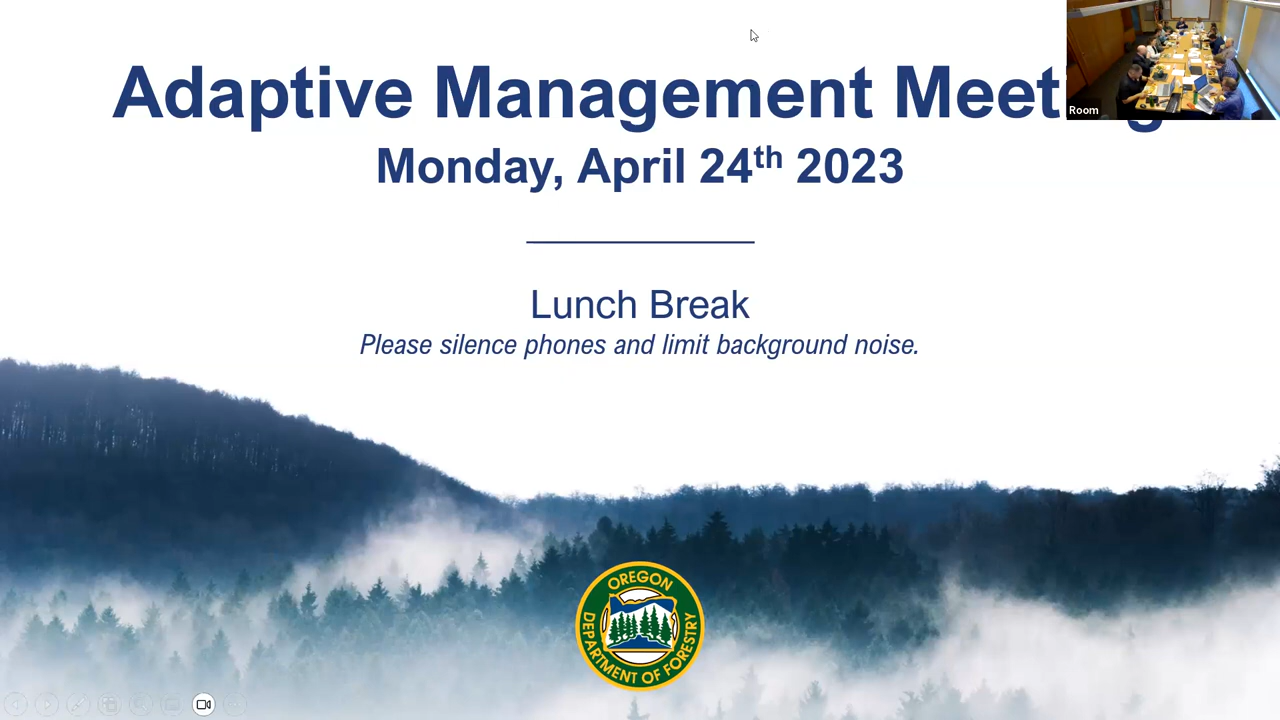 Adaptive Management Meet g
Room
Monday, April 24th 2023
Lunch Break
Please silence phones and limit background noise.
OREGON
DEPARTMENT OF FORESTRY